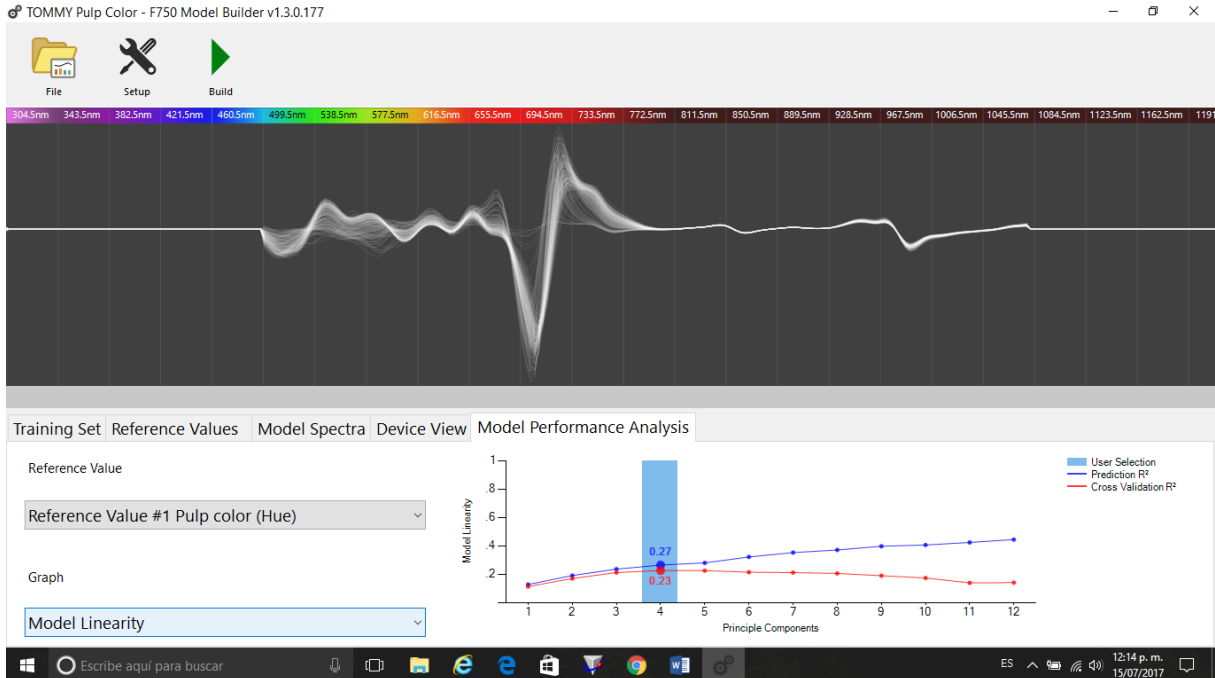 TOMMY Pulp Color - F750 Model Builder v1.3.0.177
File Setup Build
304.5nm 343.5nm 382.5nm 421.5nm 460.5nm 499.5nm 538.5nm 577.5nm 616.5nm 655.5nm 694.5nm 733.5nm 772.5nm 811.5nm 850.5nm 889.5nm 928.5nm 967.5nm 1006.5nm 1045.5nm 1084.5nm 1123.5nm 1162.5nm 1191
Training Set Reference Values Model Spectra Device View Model Performance Analysis
Reference Value
Reference Value #1 Pulp color (Hue)
Graph
Model Linearity
Model Linearity
1
.8
.6
.4
.2
0.27
0.23
1 2 3 4 5 6 7 8 9 10 11 12
Principle Components
User Selection
Prediction R²
Cross Validation R²
Escribe aquí para buscar
ES
12:14 p. m.
15/07/2017